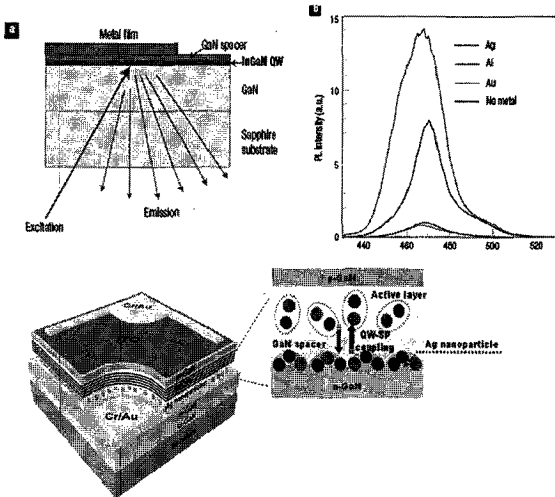 a
Metal film
GaN spacer
InGaN QW
GaN
Sapphire
substrate
Excitation
Emission
b
PL intensity (a.u.)
15
10
5
0
440
460
480
500
520
Ag
Al
Au
No metal
Cr/Au
Cr/Au
p-GaN
Active layer
GaN spacer
QW-SP
coupling
Ag nanoparticle
n-GaN